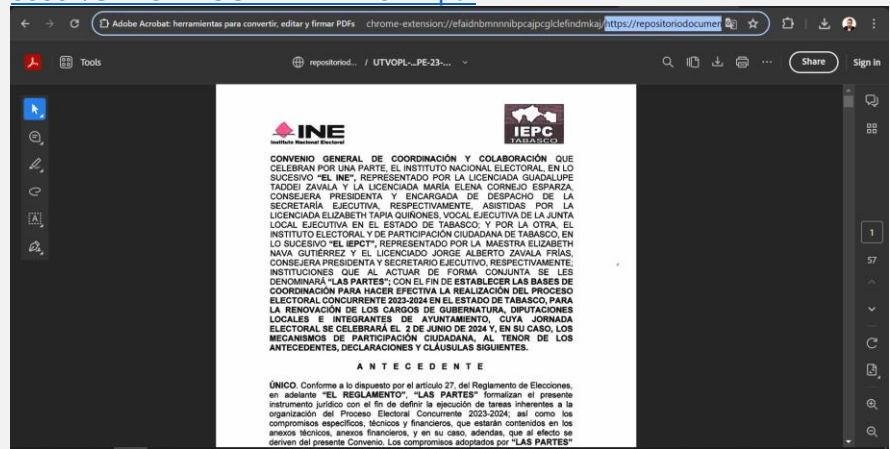 Adobe Acrobat: herramientas para convertir, editar y firmar PDFs chrome-extension://efaidnbmnnnibpcajpcglclefindmkaj/https://repositoriodocumen
Tools
repositoriod... / UTVOPL-...PE-23-...
Share
Sign in
INE
Instituto Nacional Electoral
IEPC
TABASCO
CONVENIO GENERAL DE COORDINACIÓN Y COLABORACIÓN QUE
CELEBRAN POR UNA PARTE, EL INSTITUTO NACIONAL ELECTORAL, EN LO
SUCESIVO "EL INE", REPRESENTADO POR LA LICENCIADA GUADALUPE
TADDEI ZAVALA Y LA LICENCIADA MARÍA ELENA CORNEJO ESPARZA,
CONSEJERA PRESIDENTA Y ENCARGADA DE DESPACHO DE LA
SECRETARÍA EJECUTIVA, RESPECTIVAMENTE, ASISTIDAS POR LA
LICENCIADA ELIZABETH TAPIA QUIÑONES, VOCAL EJECUTIVA DE LA JUNTA
LOCAL EJECUTIVA EN EL ESTADO DE TABASCO; Y POR LA OTRA, EL
INSTITUTO ELECTORAL Y DE PARTICIPACIÓN CIUDADANA DE TABASCO, EN
LO SUCESIVO "EL IEPCT", REPRESENTADO POR LA MAESTRA ELIZABETH
NAVA GUTIÉRREZ Y EL LICENCIADO JORGE ALBERTO ZAVALA FRÍAS,
CONSEJERA PRESIDENTA Y SECRETARIO EJECUTIVO, RESPECTIVAMENTE;
INSTITUCIONES QUE AL ACTUAR DE FORMA CONJUNTA SE LES
DENOMINARÁ "LAS PARTES"; CON EL FIN DE ESTABLECER LAS BASES DE
COORDINACIÓN PARA HACER EFECTIVA LA REALIZACIÓN DEL PROCESO
ELECTORAL CONCURRENTE 2023-2024 EN EL ESTADO DE TABASCO, PARA
LA RENOVACIÓN DE LOS CARGOS DE GUBERNATURA, DIPUTACIONES
LOCALES E INTEGRANTES DE AYUNTAMIENTO, CUYA JORNADA
ELECTORAL SE CELEBRARÁ EL 2 DE JUNIO DE 2024 Y, EN SU CASO, LOS
MECANISMOS DE PARTICIPACIÓN CIUDADANA, AL TENOR DE LOS
ANTECEDENTES, DECLARACIONES Y CLÁUSULAS SIGUIENTES.
A N T E C E D E N T E
ÚNICO. Conforme a lo dispuesto por el artículo 27, del Reglamento de Elecciones,
en adelante "EL REGLAMENTO", "LAS PARTES" formalizan el presente
instrumento jurídico con el fin de definir la ejecución de tareas inherentes a la
organización del Proceso Electoral Concurrente 2023-2024; así como los
compromisos específicos, técnicos y financieros, que estarán contenidos en los
anexos técnicos, anexos financieros, y en su caso, adendas, que al efecto se
deriven del presente Convenio. Los compromisos adoptados por "LAS PARTES"
1
57